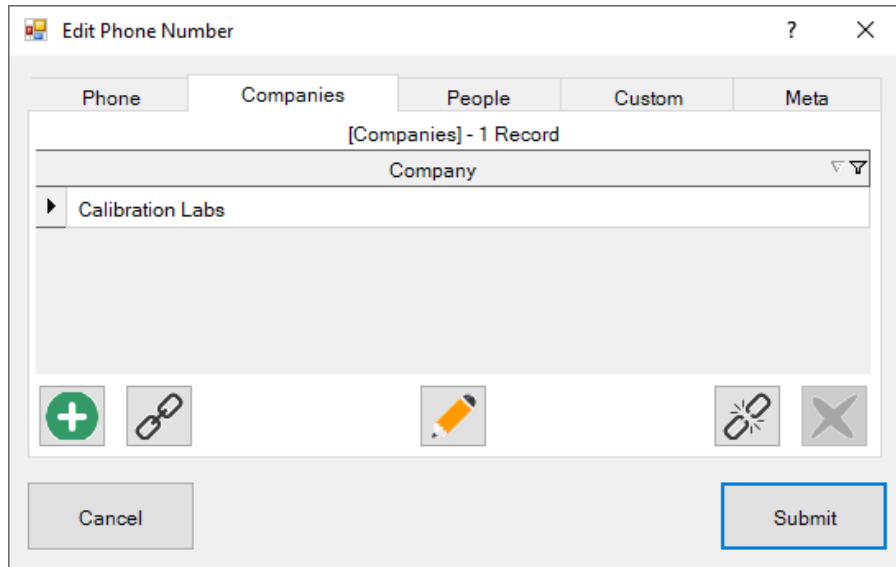 Edit Phone Number
Phone Companies People Custom Meta
[Companies] - 1 Record
Company
Calibration Labs
Cancel Submit